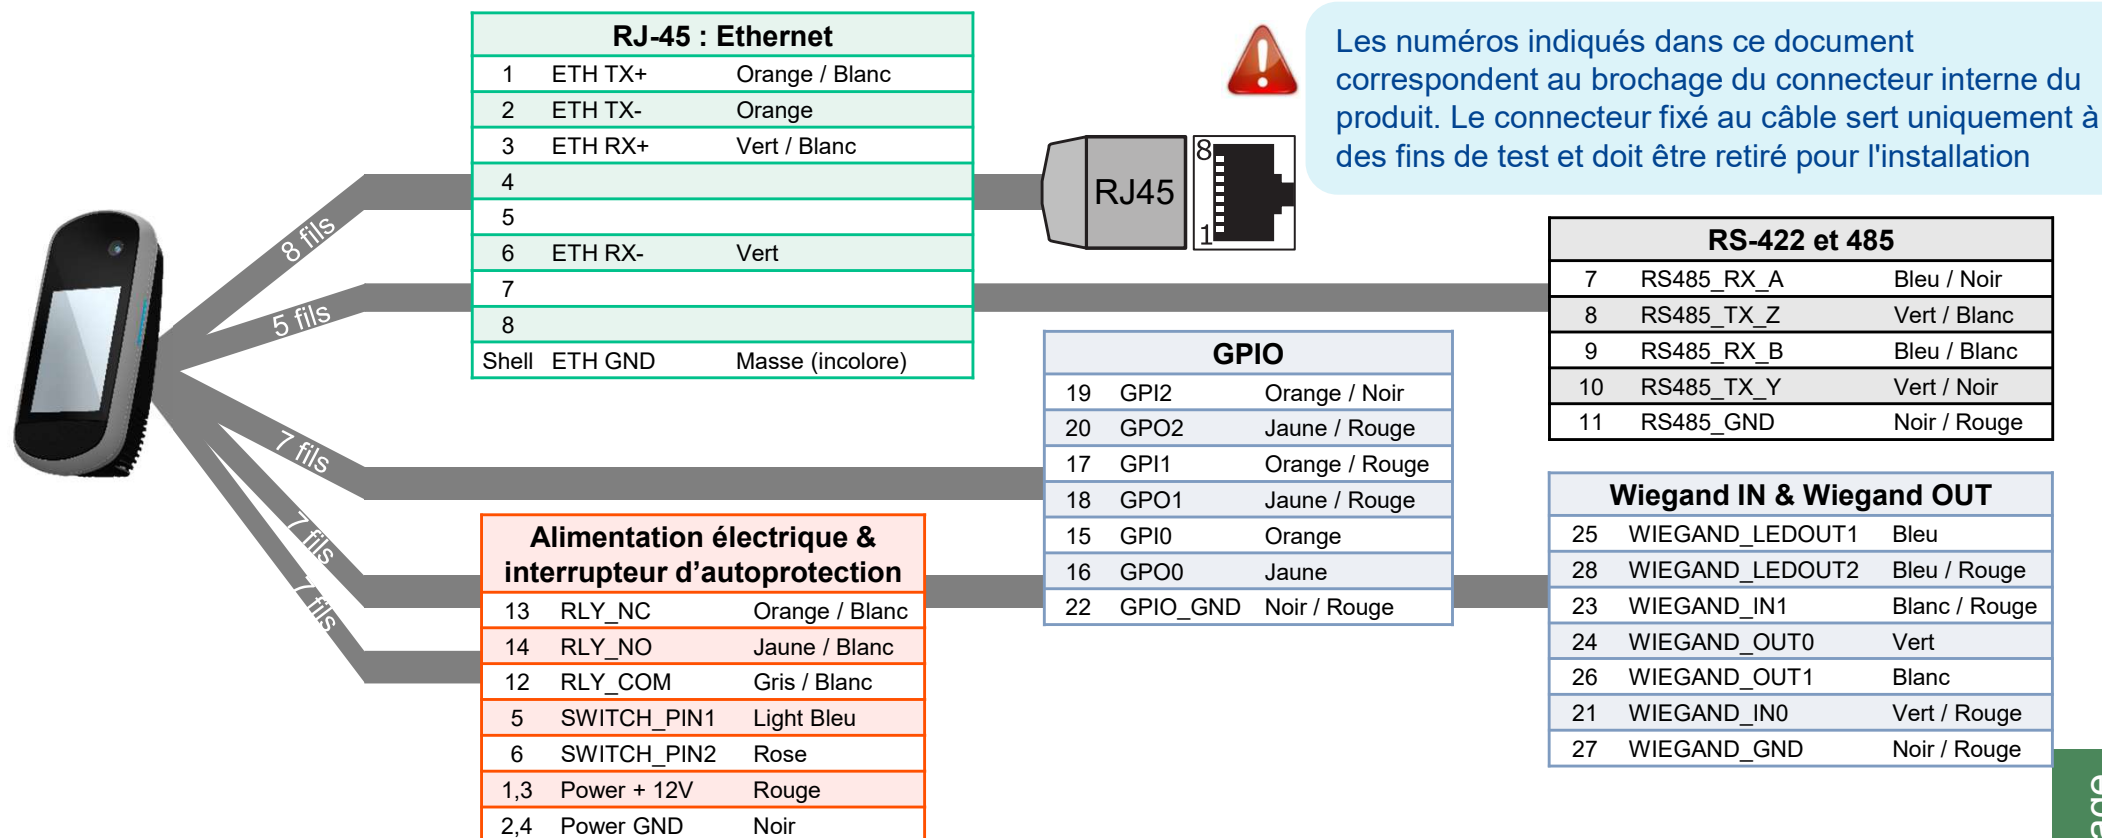 RJ-45 : Ethernet
1 ETH TX+ Orange / Blanc
2 ETH TX- Orange
3 ETH RX+ Vert / Blanc
4
5
6 ETH RX- Vert
7
8
Shell ETH GND Masse (incolore)
8
RJ45
1
Les numéros indiqués dans ce document
correspondent au brochage du connecteur interne du
produit. Le connecteur fixé au câble sert uniquement à
des fins de test et doit être retiré pour l'installation
8 fils
5 fils
7 fils
7 fils
7 fils
RS-422 et 485
7 RS485_RX_A Bleu / Noir
8 RS485_TX_Z Vert / Blanc
9 RS485_RX_B Bleu / Blanc
10 RS485_TX_Y Vert / Noir
11 RS485_GND Noir / Rouge
GPIO
19 GPI2 Orange / Noir
20 GPO2 Jaune / Rouge
17 GPI1 Orange / Rouge
18 GPO1 Jaune / Rouge
15 GPI0 Orange
16 GPO0 Jaune
22 GPIO_GND Noir / Rouge
Alimentation électrique &
interrupteur d’autoprotection
13 RLY_NC Orange / Blanc
14 RLY_NO Jaune / Blanc
12 RLY_COM Gris / Blanc
5 SWITCH_PIN1 Light Bleu
6 SWITCH_PIN2 Rose
1,3 Power + 12V Rouge
2,4 Power GND Noir
Wiegand IN & Wiegand OUT
25 WIEGAND_LEDOUT1 Bleu
28 WIEGAND_LEDOUT2 Bleu / Rouge
23 WIEGAND_IN1 Blanc / Rouge
24 WIEGAND_OUT0 Vert
26 WIEGAND_OUT1 Blanc
21 WIEGAND_IN0 Vert / Rouge
27 WIEGAND_GND Noir / Rouge